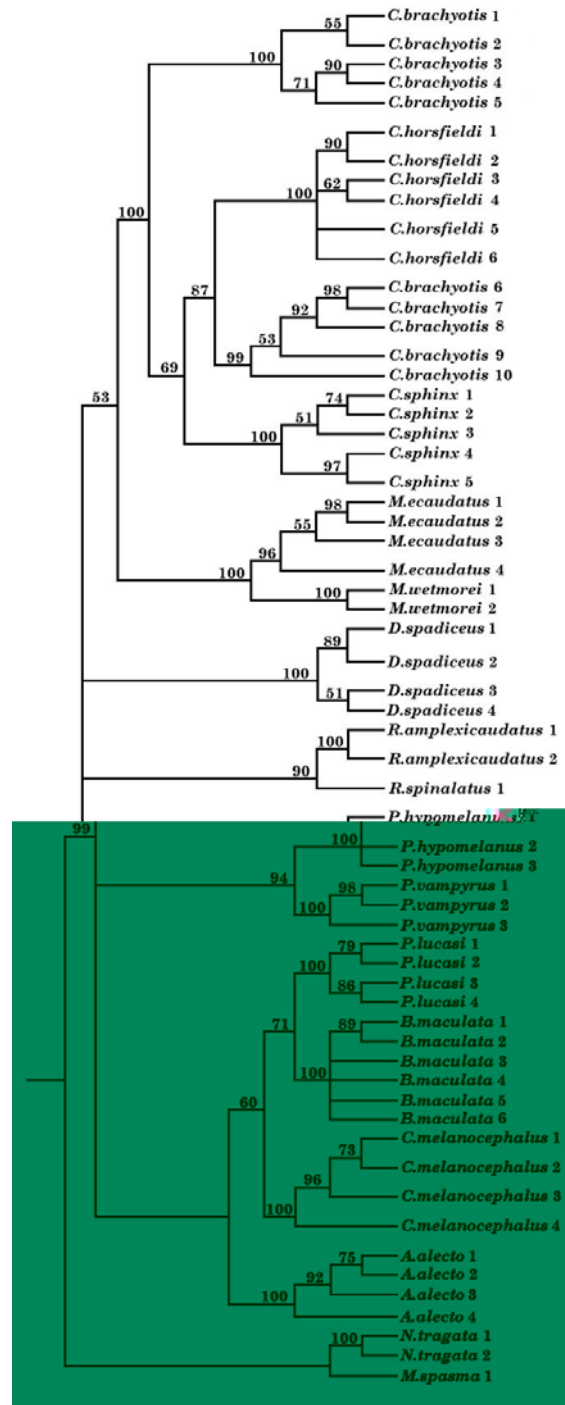 C.brachyotis 1
55
C.brachyotis 2
100
C.brachyotis 3
90
C.brachyotis 4
71
C.brachyotis 5
C.horsfieldi 1
90
C.horsfieldi 2
C.horsfieldi 3
62
100
C.horsfieldi 4
100
C.horsfieldi 5
C.horsfieldi 6
87
C.brachyotis 6
98
C.brachyotis 7
92
C.brachyotis 8
53
C.brachyotis 9
69
99
C.brachyotis 10
53
C.sphinx 1
74
C.sphinx 2
51
C.sphinx 3
100
C.sphinx 4
97
C.sphinx 5
M.ecaudatus 1
98
M.ecaudatus 2
55
M.ecaudatus 3
96
M.ecaudatus 4
100
M.wetmorei 1
100
M.wetmorei 2
D.spadiceus 1
89
D.spadiceus 2
100
D.spadiceus 3
51
D.spadiceus 4
R.amplexicaudatus 1
100
R.amplexicaudatus 2
90
R.spinalatus 1
P.hypomelanus 1
99
100
P.hypomelanus 2
P.hypomelanus 3
94
P.vampyrus 1
98
P.vampyrus 2
100
P.vampyrus 3
P.lucasi 1
79
P.lucasi 2
100
P.lucasi 3
86
P.lucasi 4
71
B.maculata 1
89
B.maculata 2
B.maculata 3
100
B.maculata 4
B.maculata 5
60
B.maculata 6
C.melanocephalus 1
73
C.melanocephalus 2
96
C.melanocephalus 3
100
C.melanocephalus 4
A.alecto 1
75
A.alecto 2
92
A.alecto 3
100
A.alecto 4
N.tragata 1
100
N.tragata 2
M.spasma 1